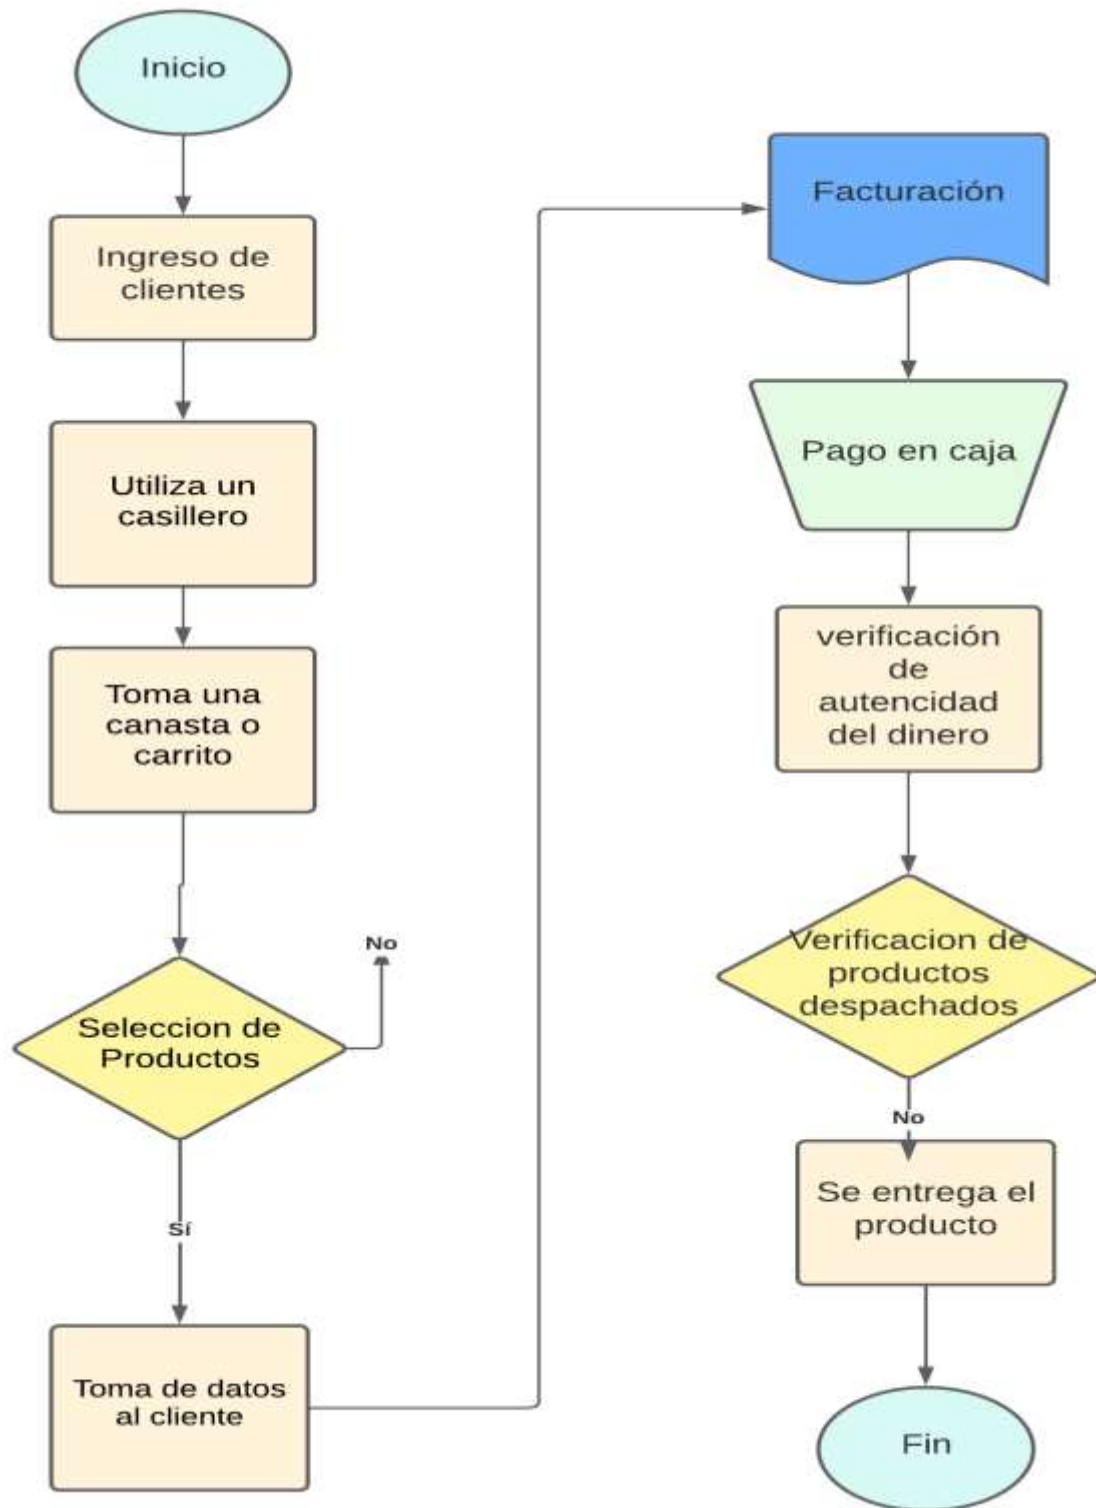 Inicio
Ingreso de
clientes
Utiliza un
casillero
Toma una
canasta o
carrito
No
Seleccion de
Productos
Sí
Toma de datos
al cliente
Facturación
Pago en caja
verificación
de
autencidad
del dinero
Verificacion de
productos
despachados
No
Se entrega el
producto
Fin